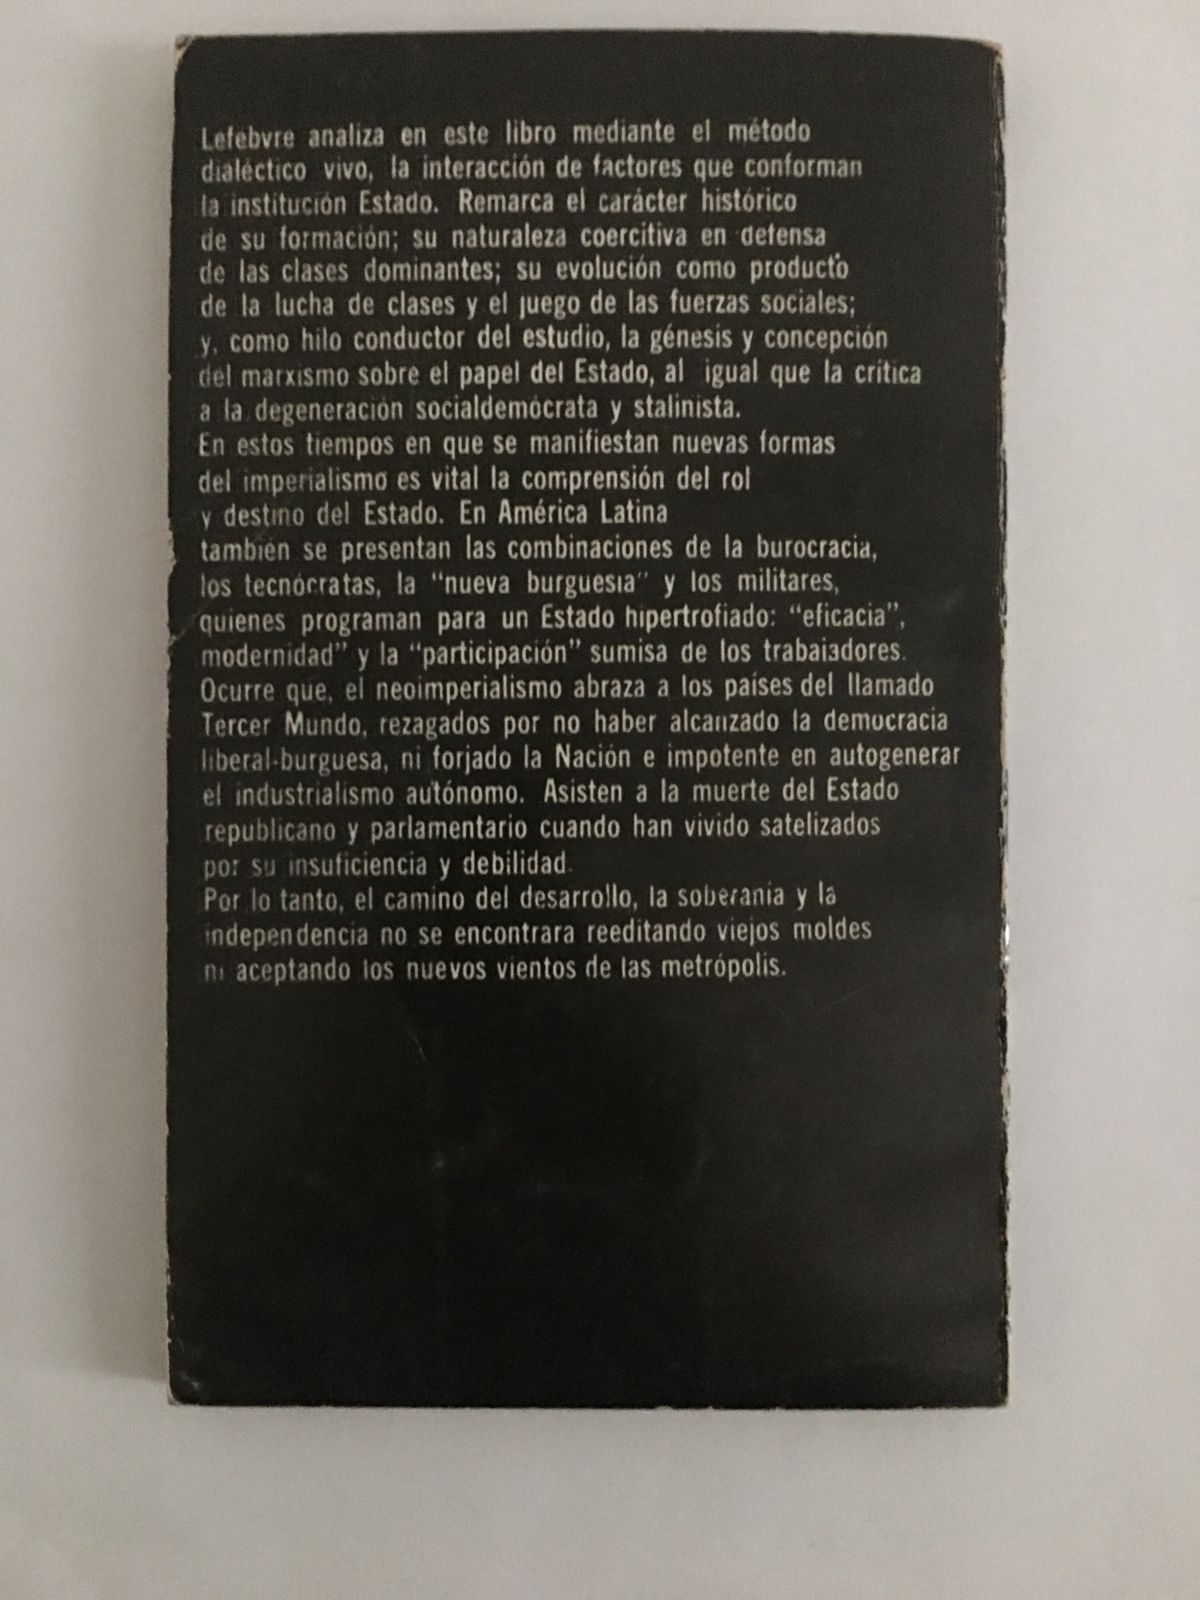 Lefebvre analiza en este libro mediante el método
dialéctico vivo, la interacción de factores que conforman
la institución Estado. Remarca el carácter histórico
de su formación; su naturaleza coercitiva en defensa
de las clases dominantes; su evolución como producto
de la lucha de clases y el juego de las fuerzas sociales;
y, como hilo conductor del estudio, la génesis y concepción
del marxismo sobre el papel del Estado, al igual que la crítica
a la degeneración socialdemócrata y stalinista.
En estos tiempos en que se manifiestan nuevas formas
del imperialismo es vital la comprensión del rol
y destino del Estado. En América Latina
también se presentan las combinaciones de la burocracia,
los tecnócratas, la "nueva burguesía" y los militares,
quienes programan para un Estado hipertrofiado: "eficacia",
modernidad" y la "participación" sumisa de los trabajadores.
Ocurre que, el neoimperialismo abraza a los países del llamado
Tercer Mundo, rezagados por no haber alcanzado la democracia
liberal-burguesa, ni forjado la Nación e impotente en autogenerar
el industrialismo autónomo. Asisten a la muerte del Estado
republicano y parlamentario cuando han vivido satelizados
por su insuficiencia y debilidad.
Por lo tanto, el camino del desarrollo, la soberanía y la
independencia no se encontrara reeditando viejos moldes
ni aceptando los nuevos vientos de las metrópolis.